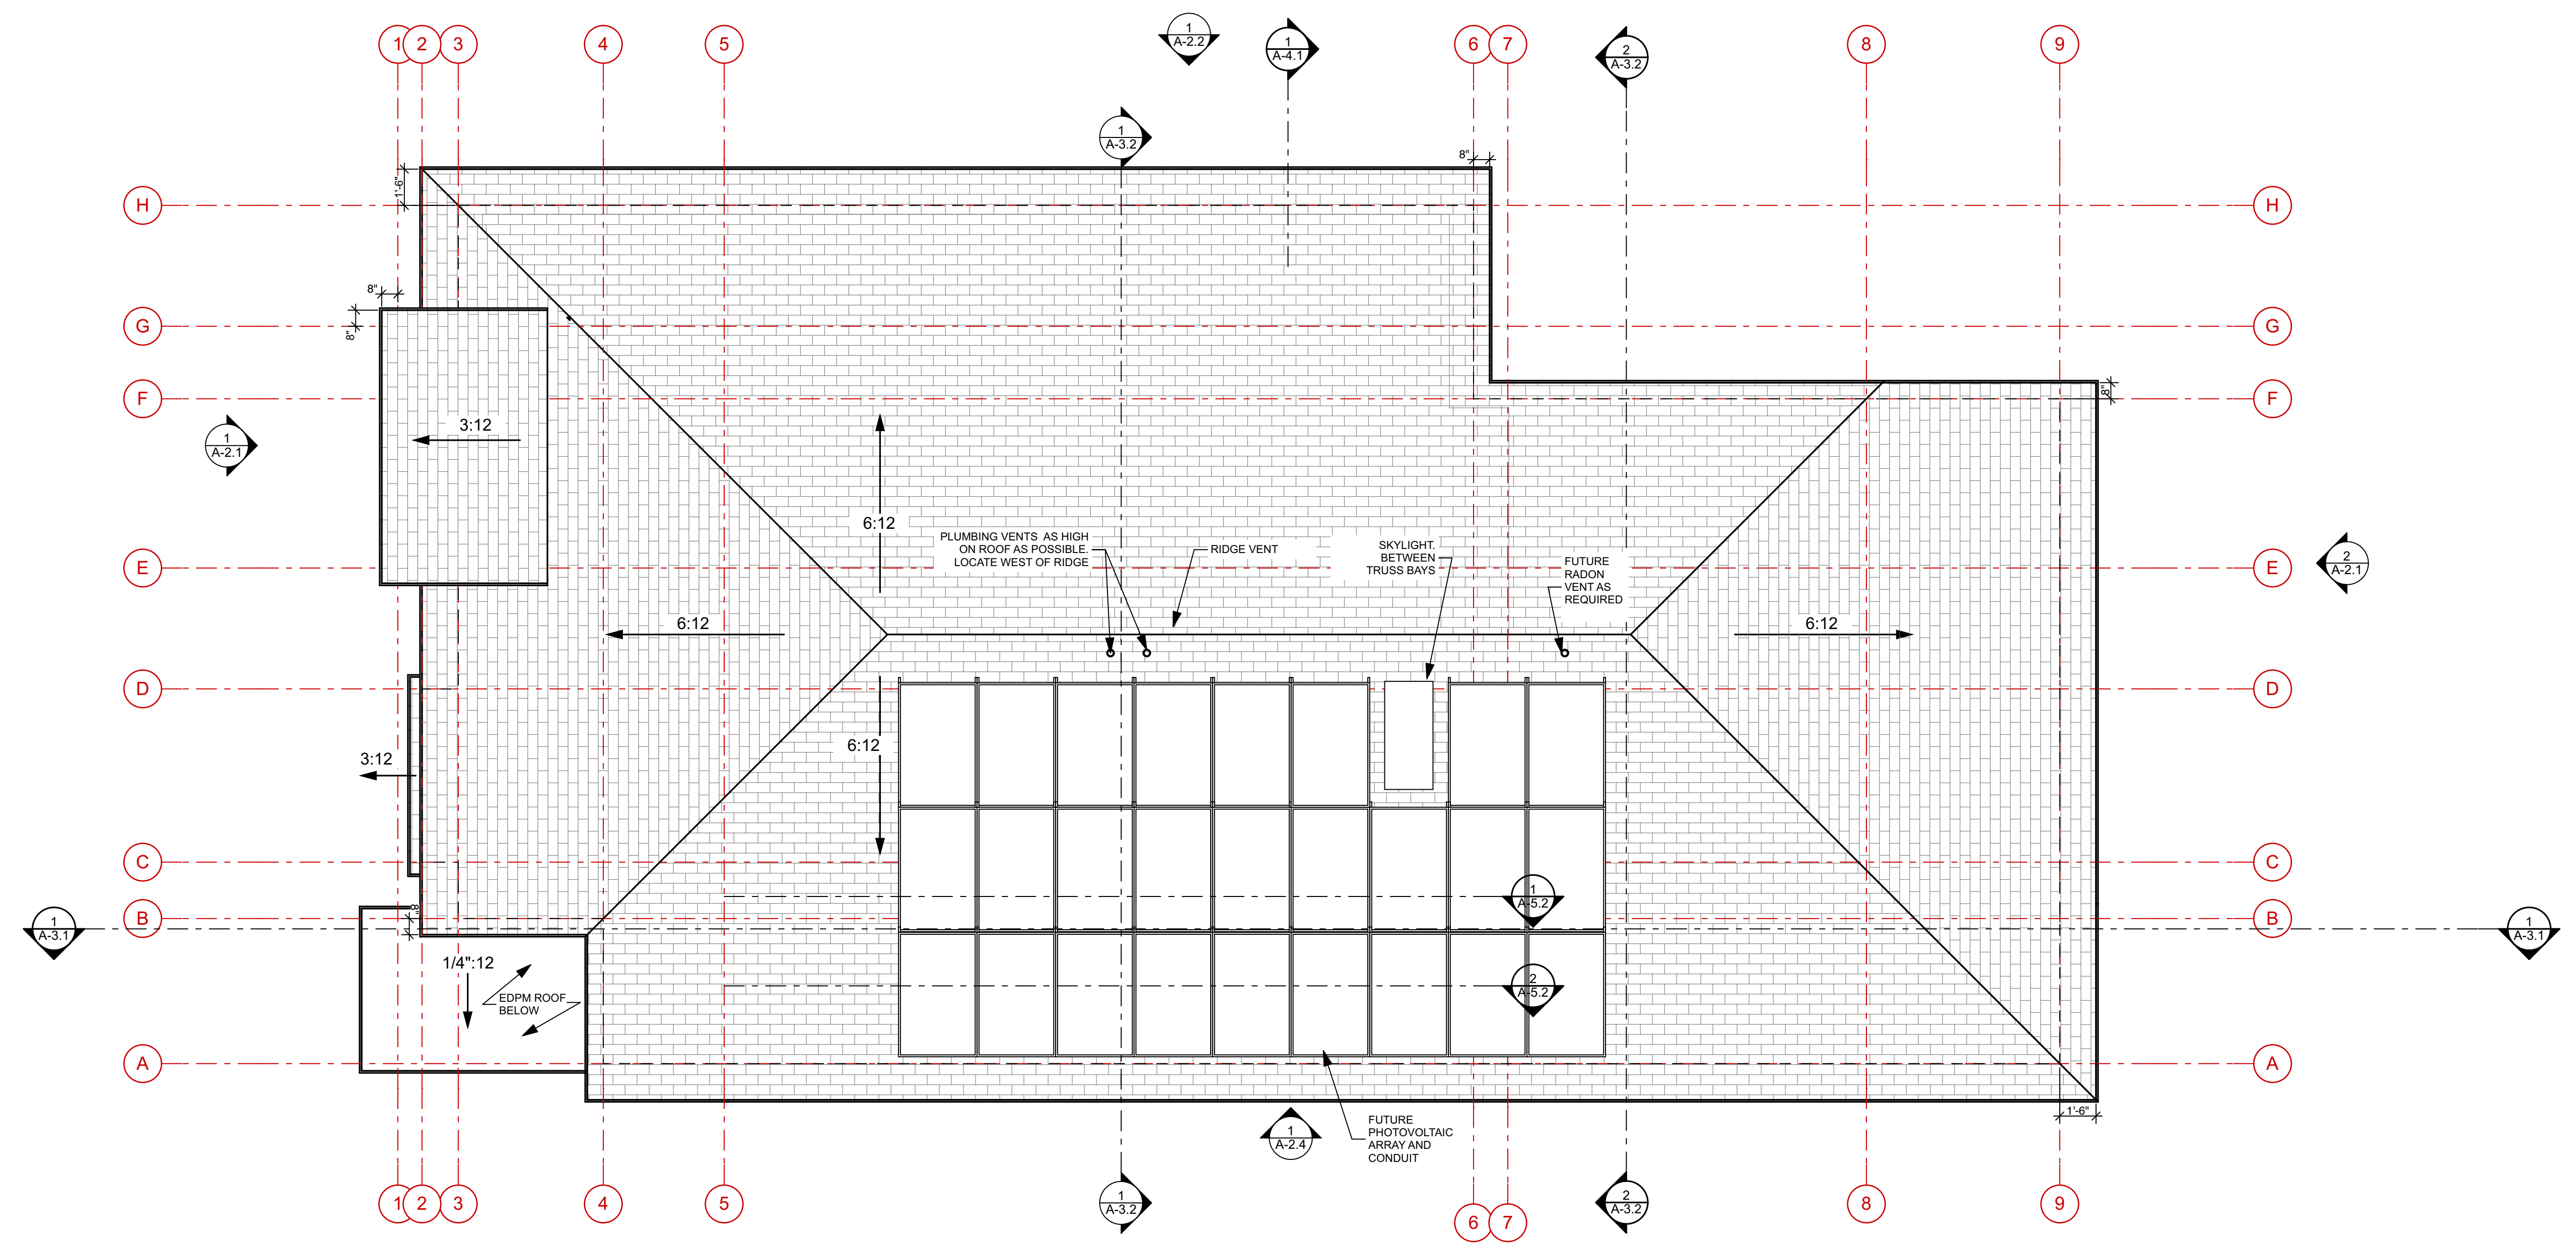 1
A-2.2
1
A-4.1
2
A-3.2
1 2 3 4 5 6 7 8 9
1
A-3.2
8"
1'-6"
H H
8"
8"
G G
F F
8"
3:12
1
A-2.1
6:12
PLUMBING VENTS AS HIGH
ON ROOF AS POSSIBLE.
LOCATE WEST OF RIDGE
RIDGE VENT
SKYLIGHT.
BETWEEN
TRUSS BAYS
FUTURE
RADON
VENT AS
REQUIRED
E E
2
A-2.1
6:12
6:12
D D
6:12
3:12
C C
1
A-5.2
8"
B B
1
A-3.1
1
A-3.1
1/4":12
EDPM ROOF
BELOW
2
A-5.2
A A
1'-6"
1
A-2.4
FUTURE
PHOTOVOLTAIC
ARRAY AND
CONDUIT
1
A-3.2
2
A-3.2
1 2 3 4 5 6 7 8 9